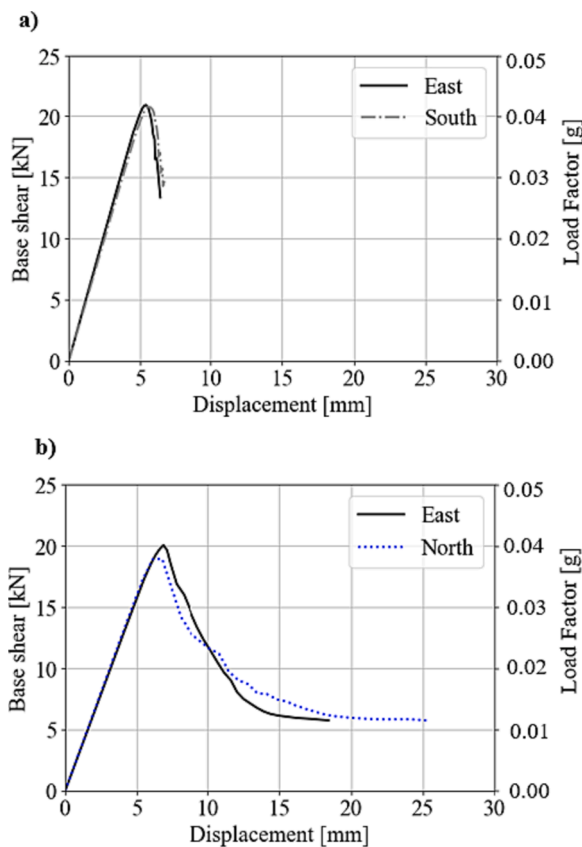 a)
25
20
15
10
5
0
Base shear [kN]
0.05
0.04
0.03
0.02
0.01
0.00
Load Factor [g]
East
South
0 5 10 15 20 25 30
Displacement [mm]
b)
25
20
15
10
5
0
Base shear [kN]
0.05
0.04
0.03
0.02
0.01
0.00
Load Factor [g]
East
North
0 5 10 15 20 25 30
Displacement [mm]